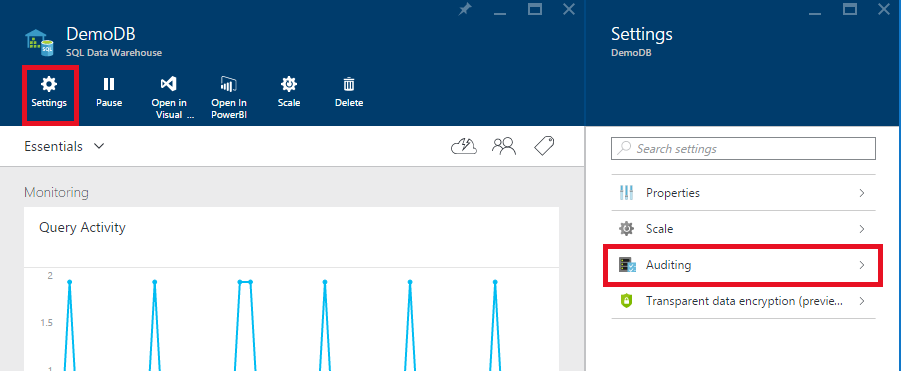 DemoDB
SQL Data Warehouse
SQL
Settings
Pause
Open in
Visual ...
Open In
PowerBI
Scale
Delete
Essentials
Monitoring
Query Activity
2
1.5
1
Settings
DemoDB
Search settings
Properties
Scale
Auditing
Transparent data encryption (previe...